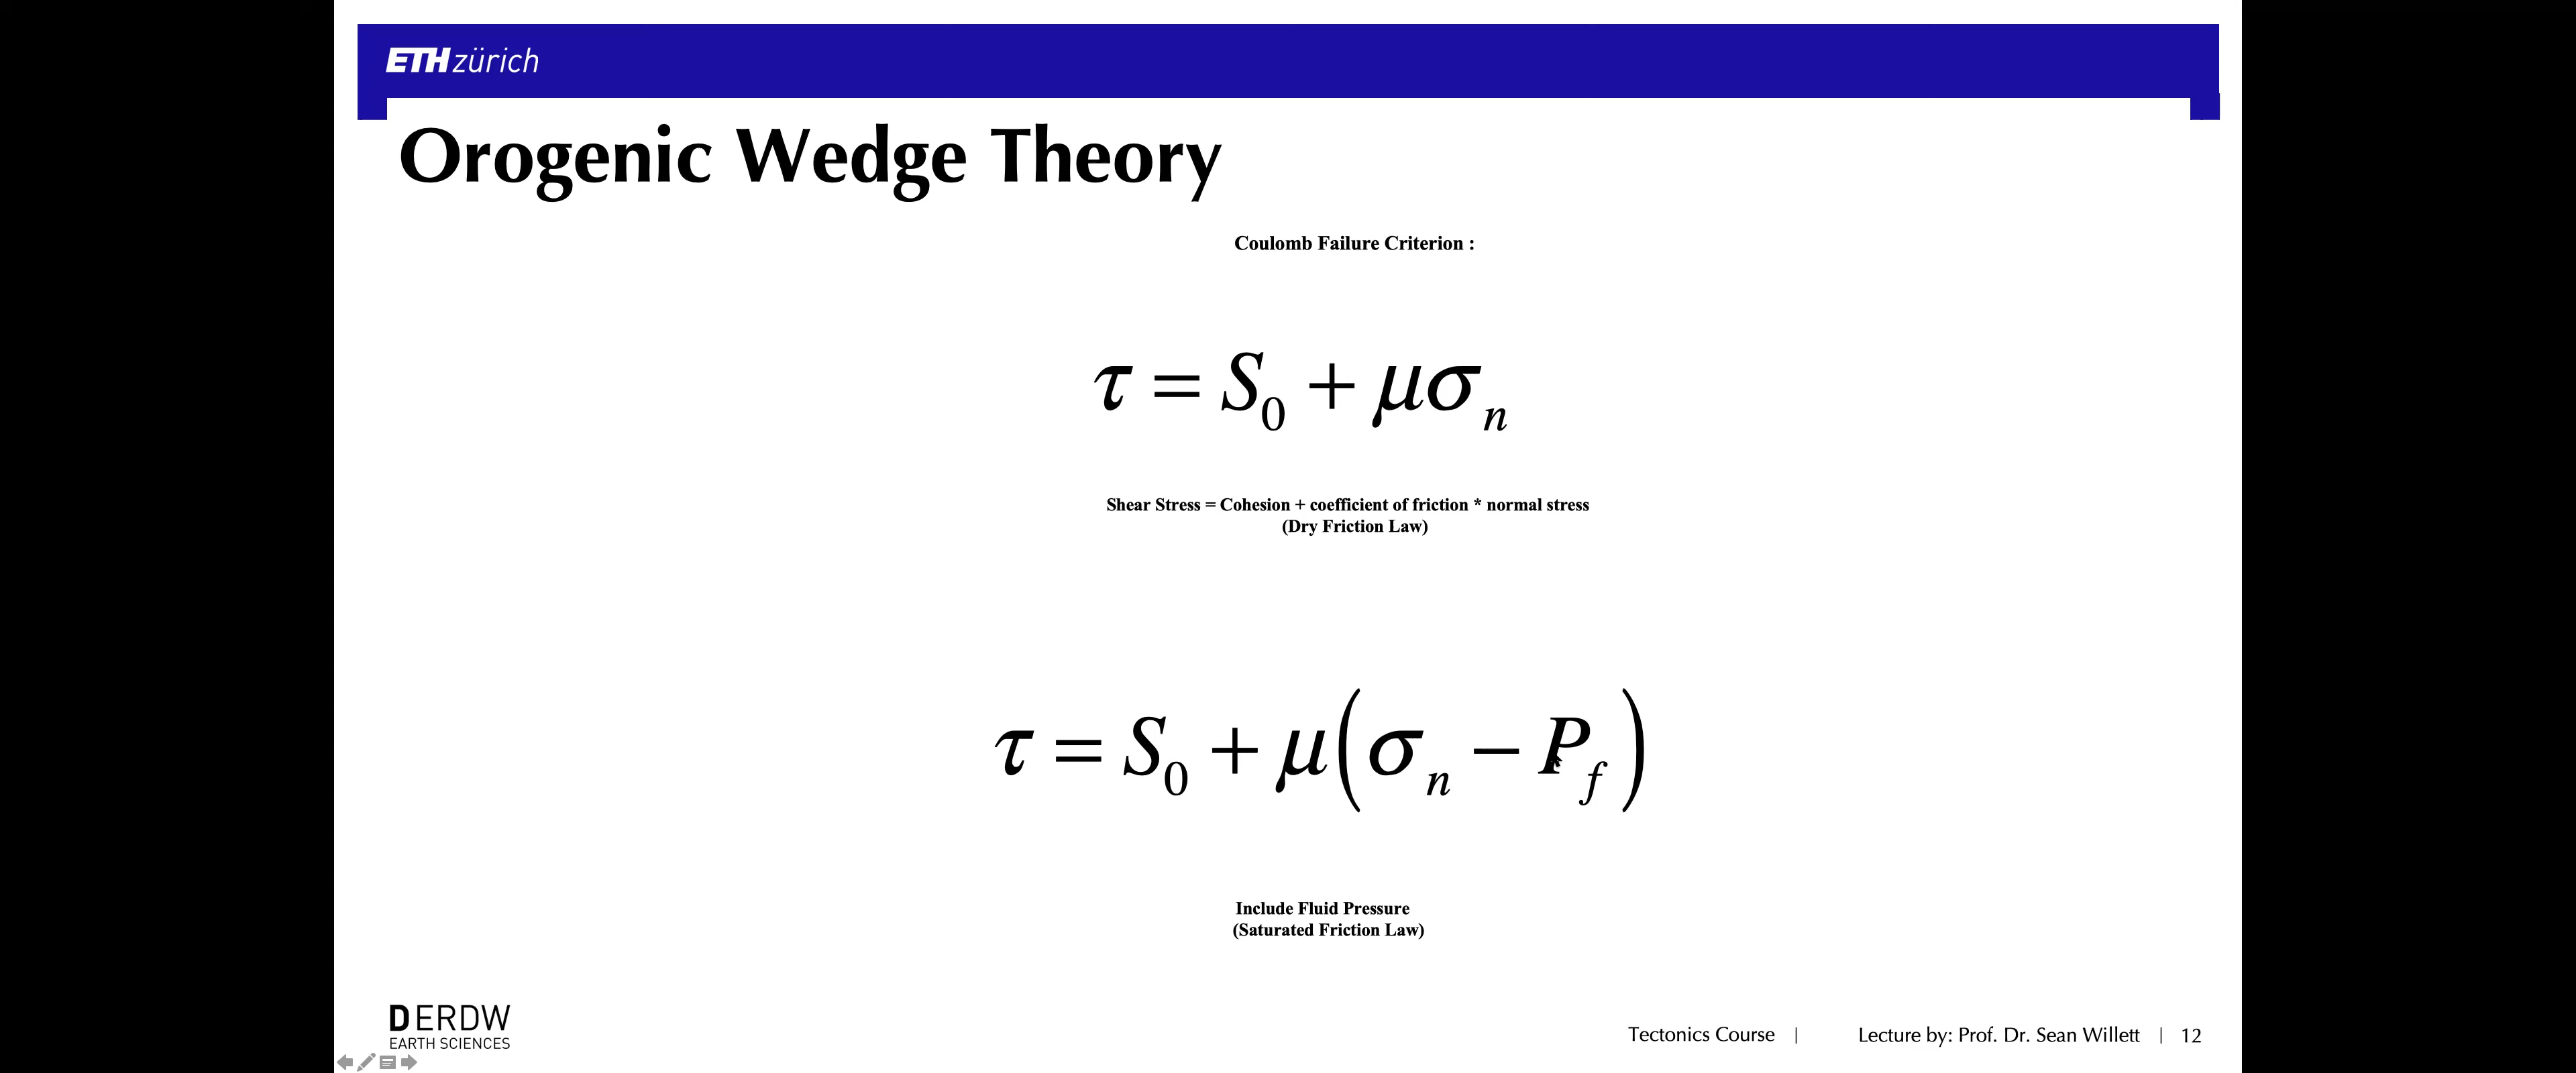 ETH zürich
Orogenic Wedge Theory
Coulomb Failure Criterion :
τ = S₀ + μσₙ
Shear Stress = Cohesion + coefficient of friction * normal stress
(Dry Friction Law)
τ = S₀ + μ(σₙ − P_f)
Include Fluid Pressure
(Saturated Friction Law)
DERDW
EARTH SCIENCES
Tectonics Course | Lecture by: Prof. Dr. Sean Willett | 12